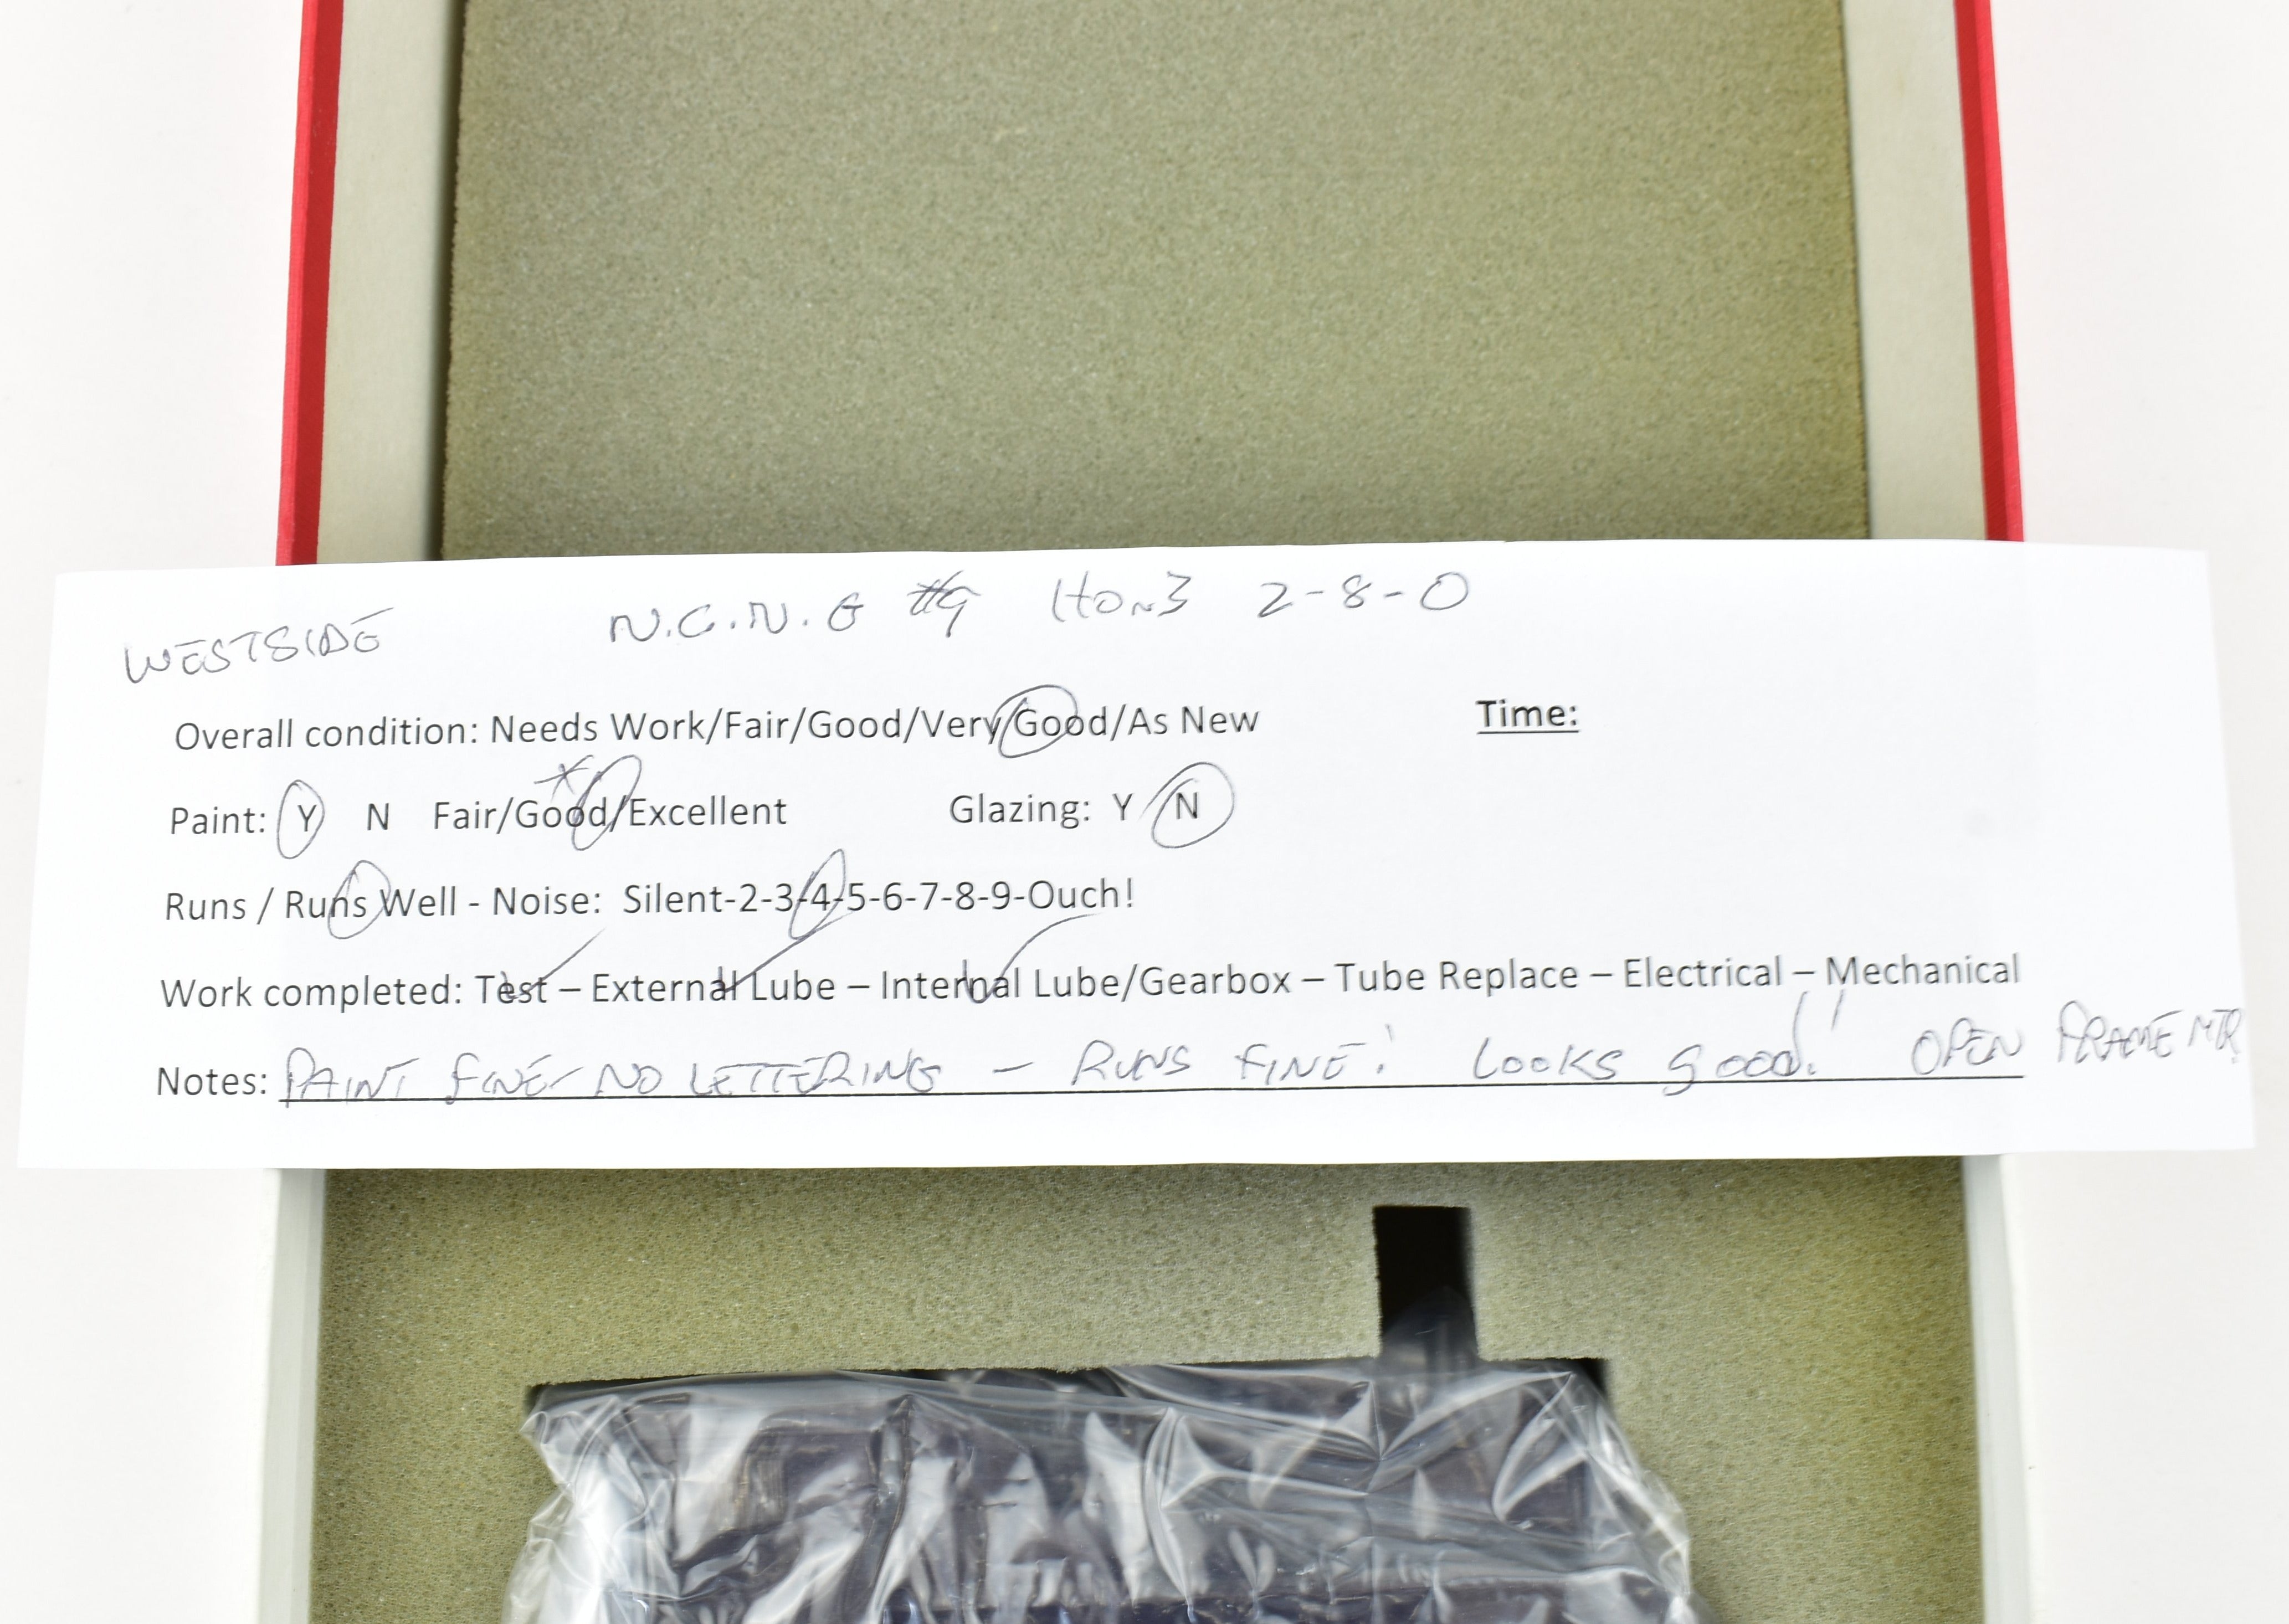 WESTSIDE N.C.N.G #9 HOn3 2-8-0
Overall condition: Needs Work/Fair/Good/Very Good/As New Time:
Paint: Y N Fair/Good/Excellent Glazing: Y N
Runs / Runs Well - Noise: Silent-2-3-4-5-6-7-8-9-Ouch!
Work completed: Test – External Lube – Internal Lube/Gearbox – Tube Replace – Electrical – Mechanical
Notes: PAINT FINE - NO LETTERING — RUNS FINE! LOOKS gOOD!! OPEN FRAME MTR